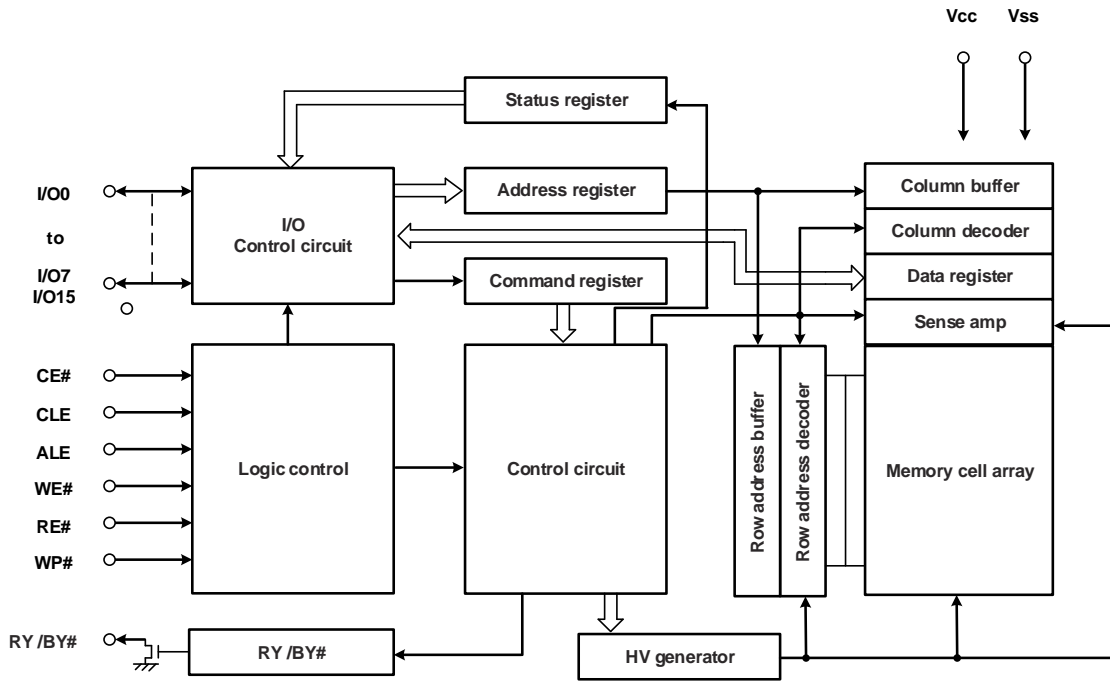 Vcc
Vss
Status register
I/O0
to
I/O7
I/O15
I/O
Control circuit
Address register
Command register
Column buffer
Column decoder
Data register
Sense amp
CE#
CLE
ALE
WE#
RE#
WP#
Logic control
Control circuit
Row address buffer
Row address decoder
Memory cell array
RY /BY#
RY /BY#
HV generator